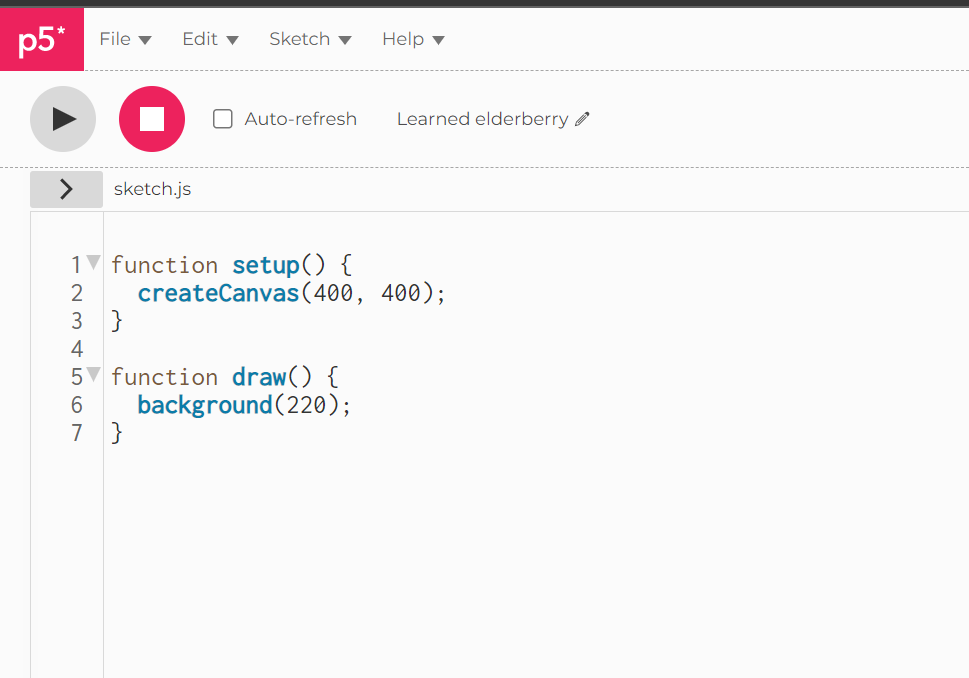 p5*
File Edit Sketch Help
Auto-refresh Learned elderberry
sketch.js
1 function setup() {
2 createCanvas(400, 400);
3 }
4
5 function draw() {
6 background(220);
7 }